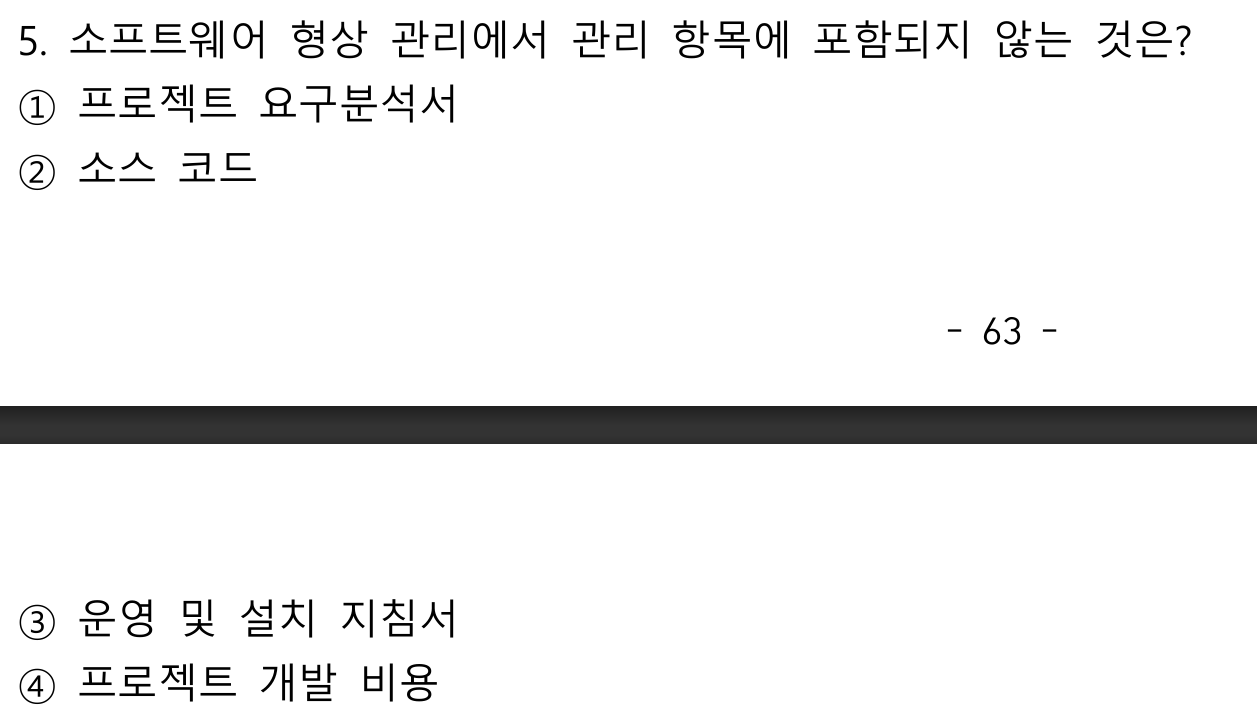 5. 소프트웨어 형상 관리에서 관리 항목에 포함되지 않는 것은?
① 프로젝트 요구분석서
② 소스 코드
- 63 -
③ 운영 및 설치 지침서
④ 프로젝트 개발 비용